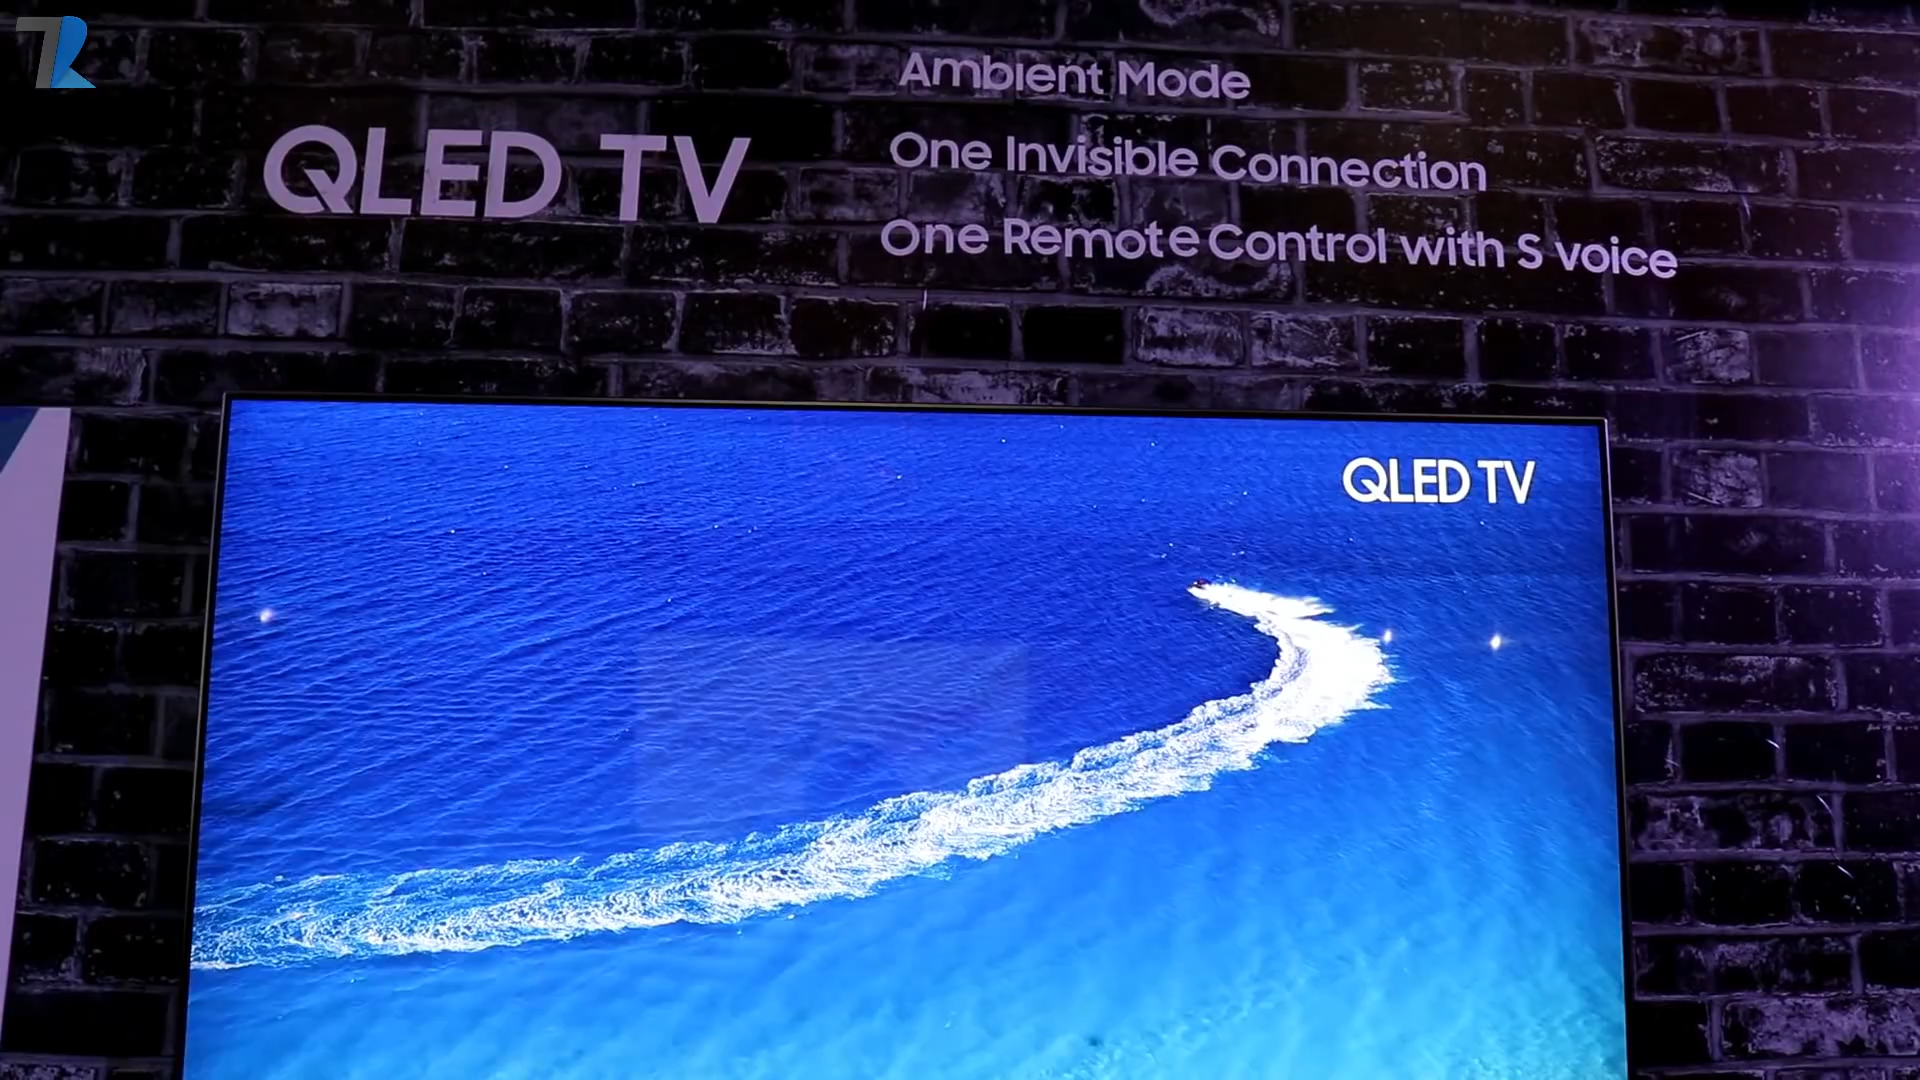 QLED TV
Ambient Mode
One Invisible Connection
One Remote Control with S voice
QLED TV